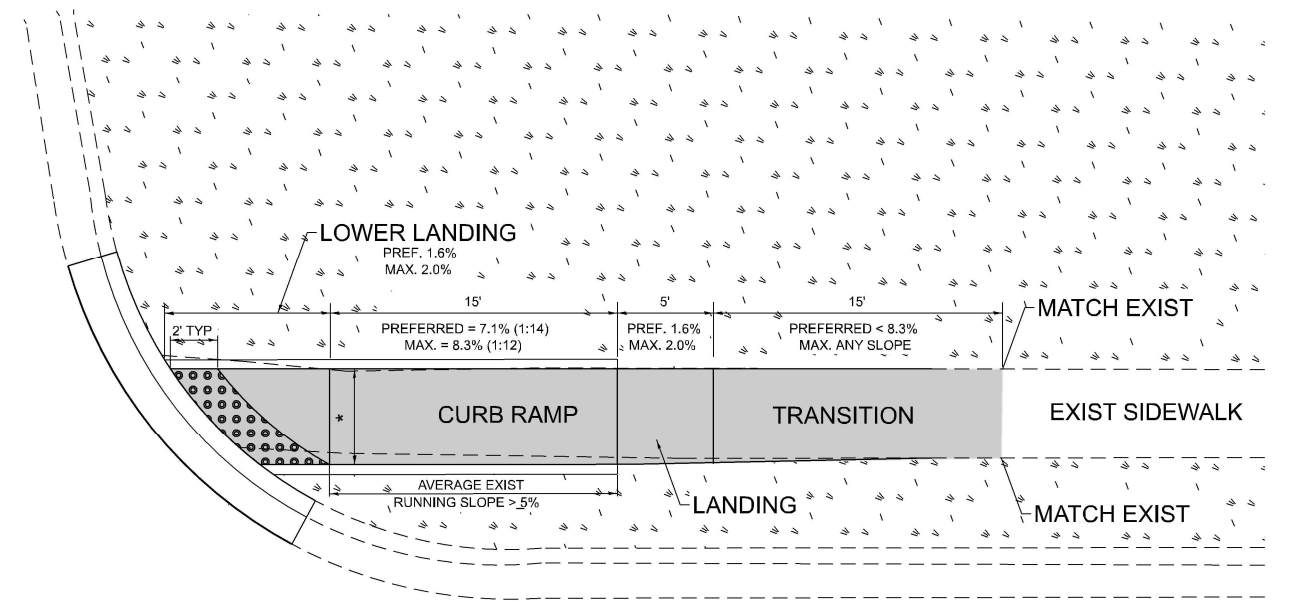 LOWER LANDING
PREF. 1.6%
MAX. 2.0%
15'
5'
15'
MATCH EXIST
2' TYP
PREFERRED = 7.1% (1:14)
MAX. = 8.3% (1:12)
PREF. 1.6%
MAX. 2.0%
PREFERRED < 8.3%
MAX. ANY SLOPE
*
CURB RAMP
TRANSITION
EXIST SIDEWALK
AVERAGE EXIST
RUNNING SLOPE > 5%
LANDING
MATCH EXIST